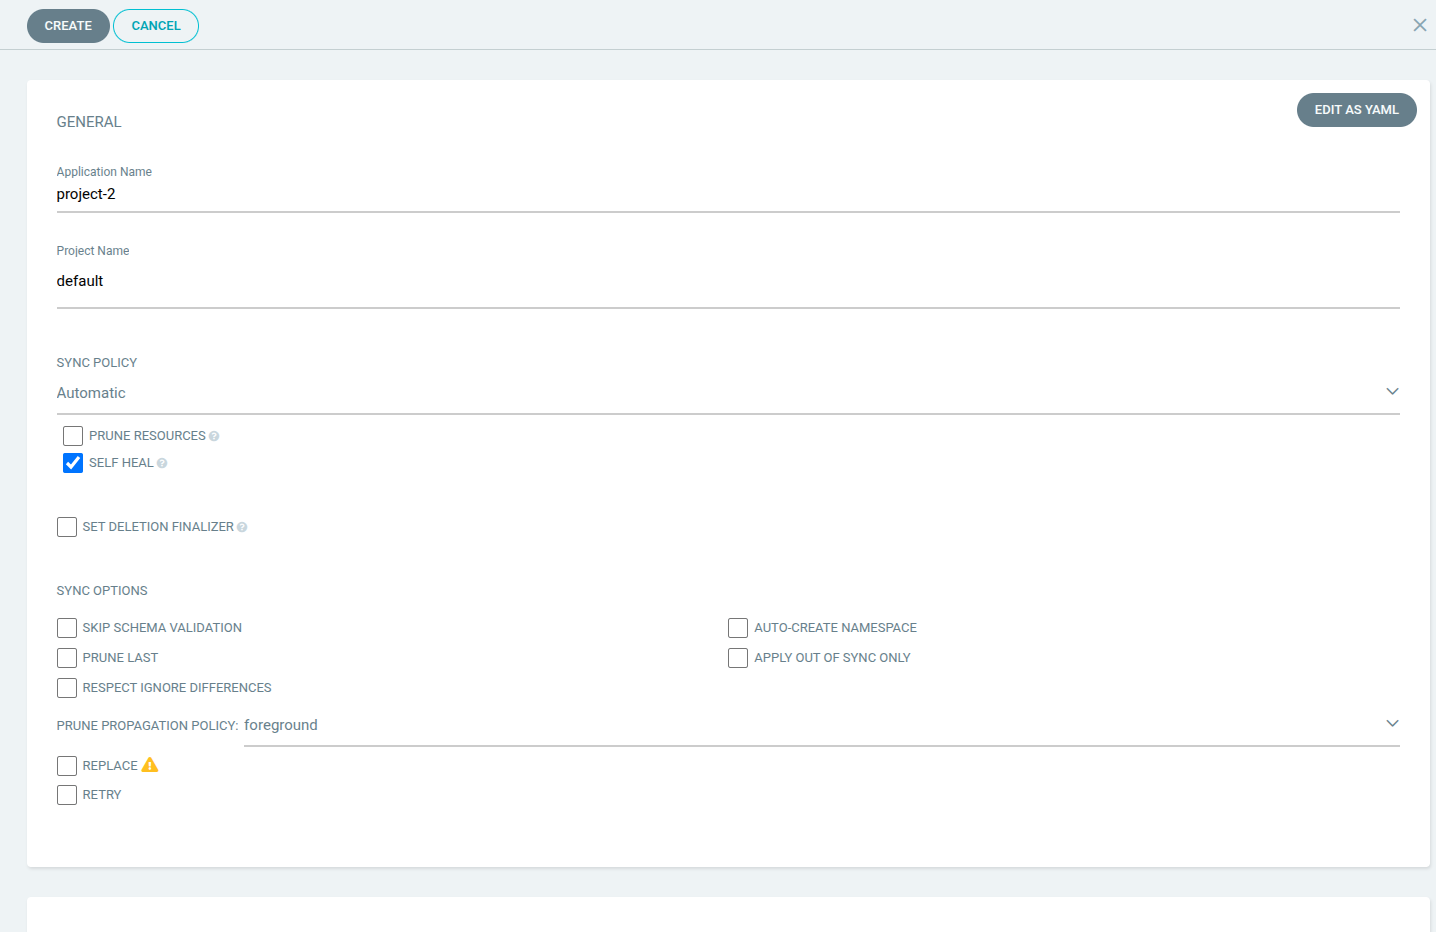 CREATE CANCEL
EDIT AS YAML
GENERAL
Application Name
project-2
Project Name
default
SYNC POLICY
Automatic
PRUNE RESOURCES ?
SELF HEAL ?
SET DELETION FINALIZER ?
SYNC OPTIONS
SKIP SCHEMA VALIDATION AUTO-CREATE NAMESPACE
PRUNE LAST APPLY OUT OF SYNC ONLY
RESPECT IGNORE DIFFERENCES
PRUNE PROPAGATION POLICY: foreground
REPLACE
RETRY